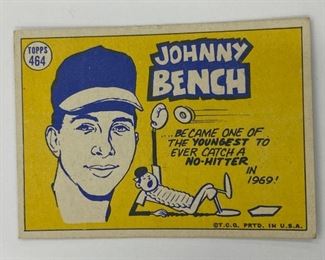 TOPPS
464
JOHNNY
BENCH
...BECAME ONE OF
THE YOUNGEST TO
EVER CATCH A
NO-HITTER
IN
1969!
©T.C.G. PRTD. IN U.S.A.